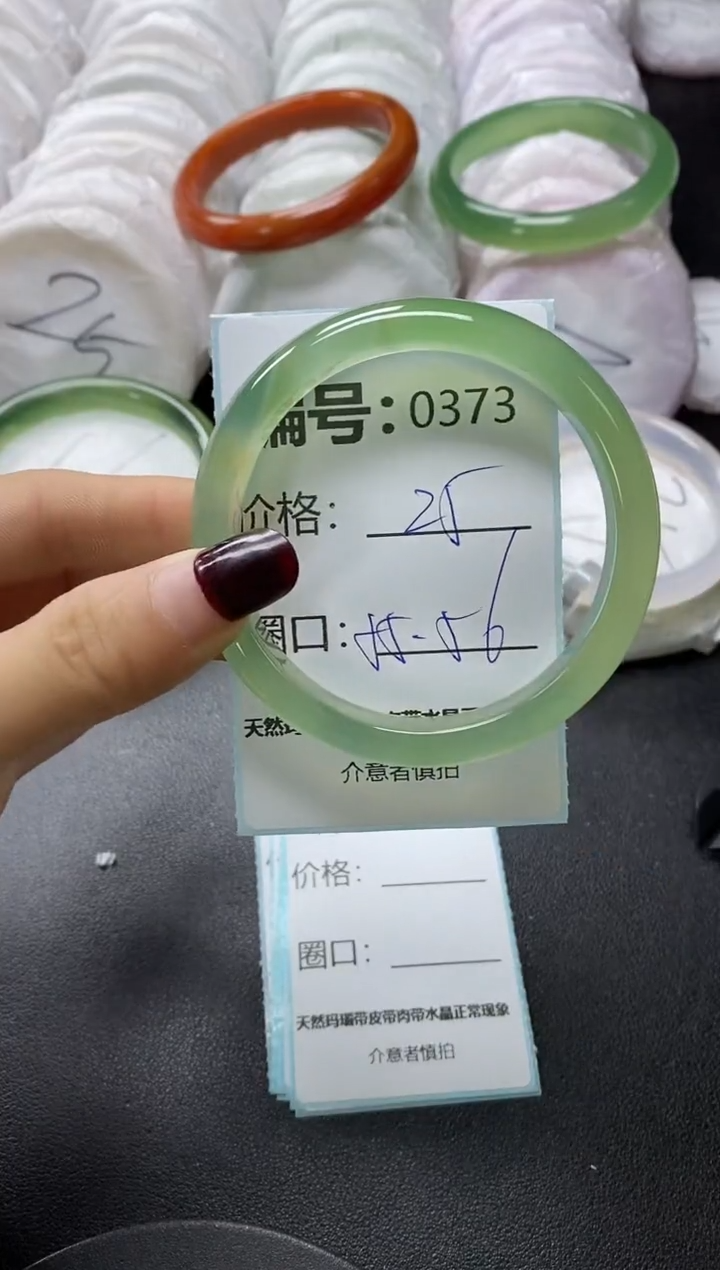 25
编号：0373
价格： 25
圈口：55-56
天然
介意者慎拍
价格：
圈口：
天然玛瑙带皮带肉带水晶正常现象
介意者慎拍